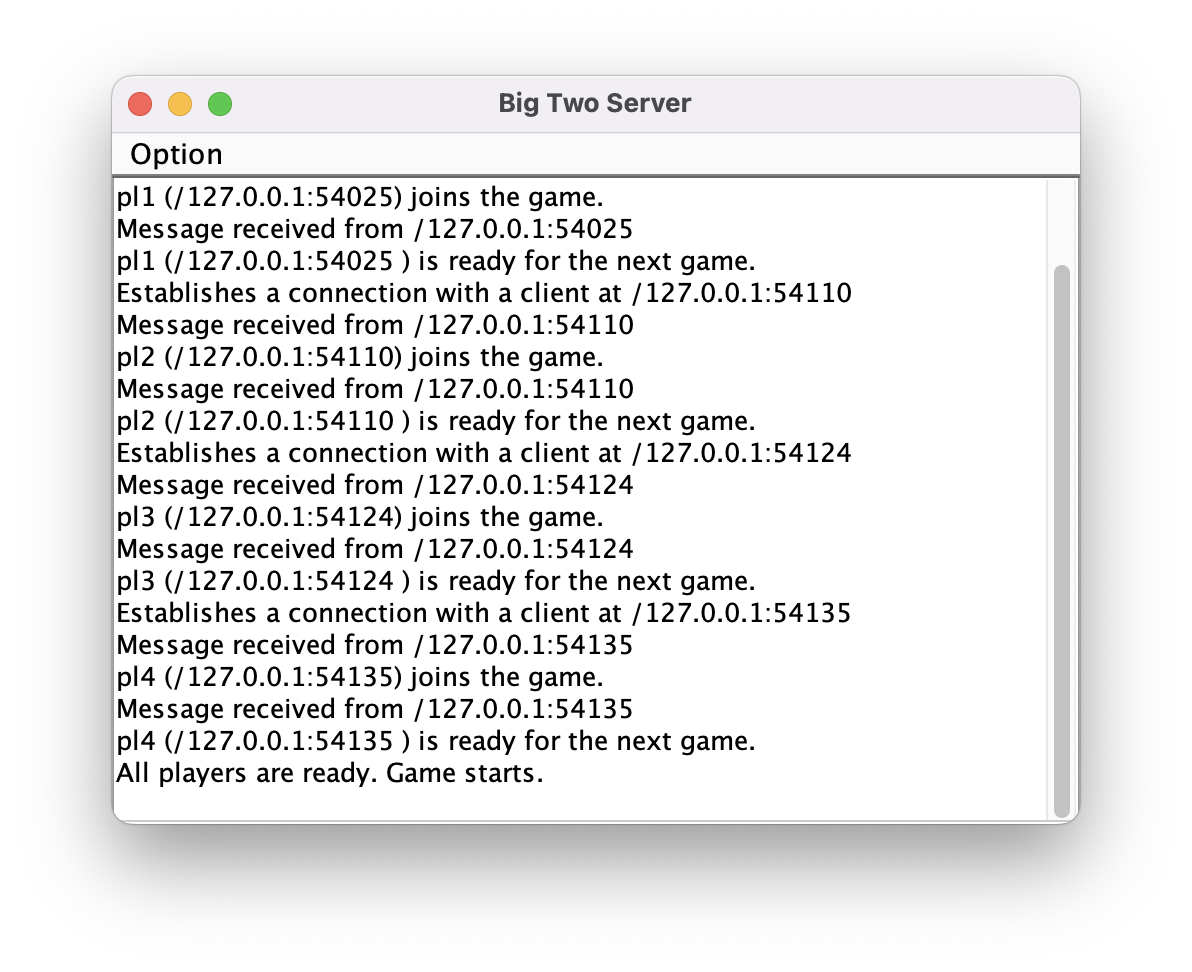 Big Two Server
Option
pl1 (/127.0.0.1:54025) joins the game.
Message received from /127.0.0.1:54025
pl1 (/127.0.0.1:54025 ) is ready for the next game.
Establishes a connection with a client at /127.0.0.1:54110
Message received from /127.0.0.1:54110
pl2 (/127.0.0.1:54110) joins the game.
Message received from /127.0.0.1:54110
pl2 (/127.0.0.1:54110 ) is ready for the next game.
Establishes a connection with a client at /127.0.0.1:54124
Message received from /127.0.0.1:54124
pl3 (/127.0.0.1:54124) joins the game.
Message received from /127.0.0.1:54124
pl3 (/127.0.0.1:54124 ) is ready for the next game.
Establishes a connection with a client at /127.0.0.1:54135
Message received from /127.0.0.1:54135
pl4 (/127.0.0.1:54135) joins the game.
Message received from /127.0.0.1:54135
pl4 (/127.0.0.1:54135 ) is ready for the next game.
All players are ready. Game starts.